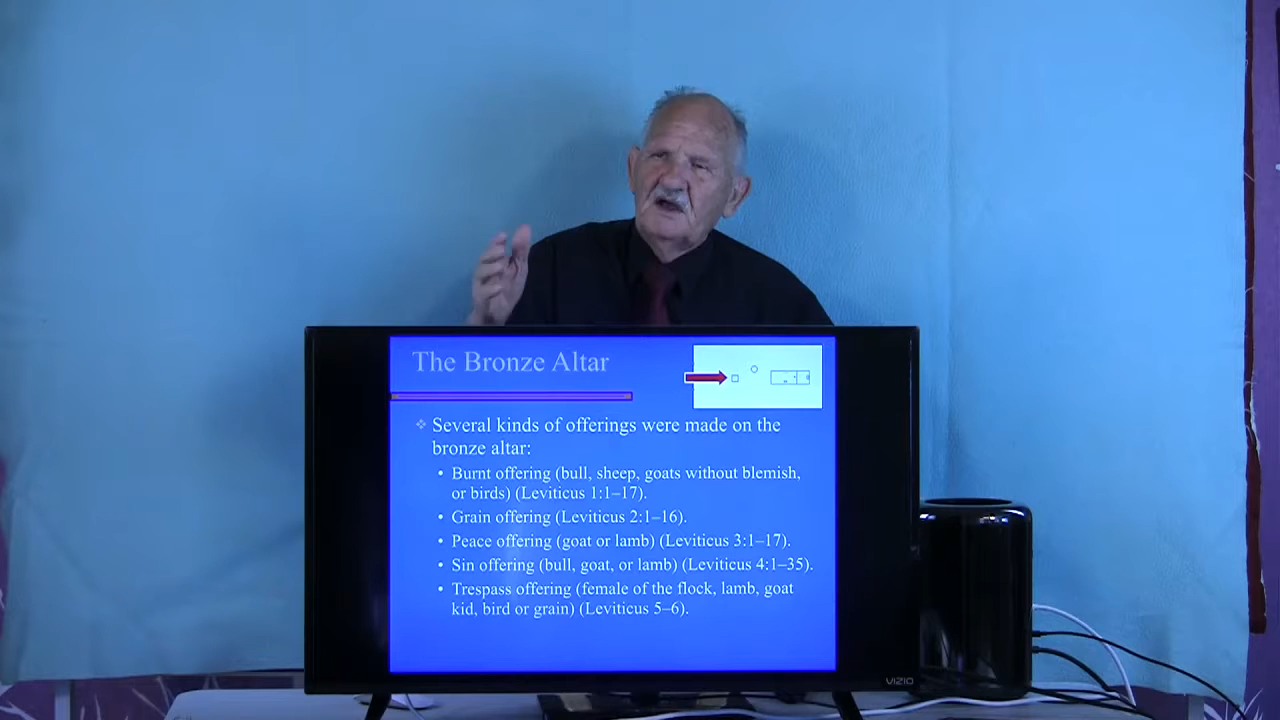 The Bronze Altar
❖ Several kinds of offerings were made on the
bronze altar:
• Burnt offering (bull, sheep, goats without blemish,
or birds) (Leviticus 1:1–17).
• Grain offering (Leviticus 2:1–16).
• Peace offering (goat or lamb) (Leviticus 3:1–17).
• Sin offering (bull, goat, or lamb) (Leviticus 4:1–35).
• Trespass offering (female of the flock, lamb, goat
kid, bird or grain) (Leviticus 5–6).
VIZIO